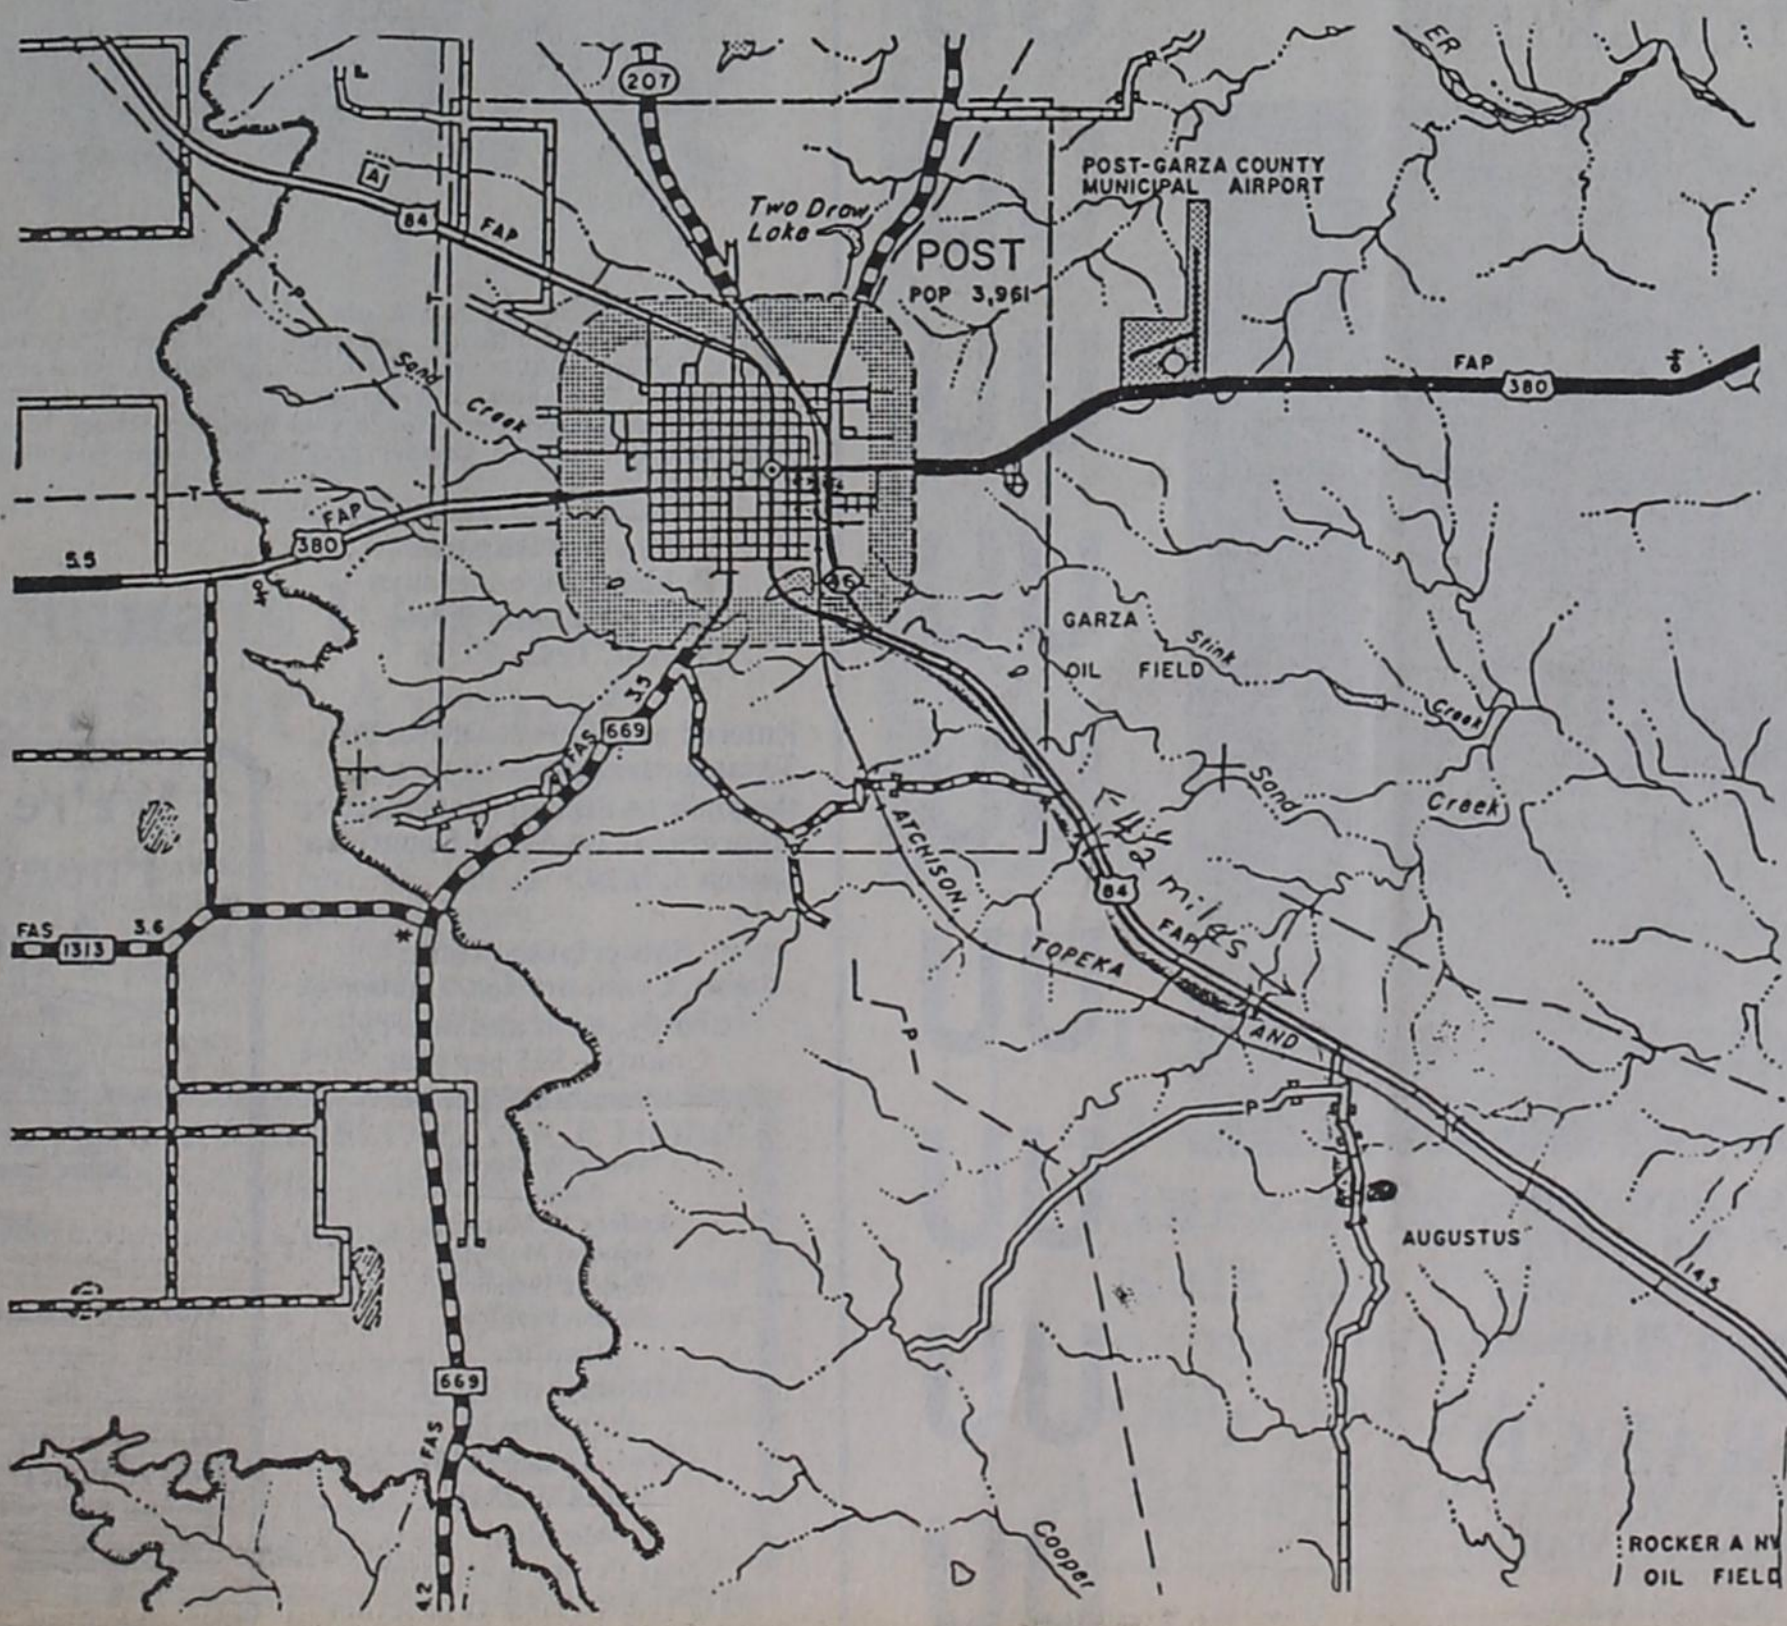 ER
207
A
84
FAP
Two Draw
Lake
POST
POP 3,961
POST-GARZA COUNTY
MUNICIPAL AIRPORT
P
Sand
Creek
FAP
380
T
FAP
380
5.5
GARZA
OIL FIELD
Stink
Creek
3.5
669
FAS
Sand
Creek
4 1/2 miles
84
FAP
ATCHISON,
TOPEKA
AND
FAS
1313
3.6
*
P
P
AUGUSTUS
14.5
669
FAS
4.2
Cooper
ROCKER A NW
OIL FIELD